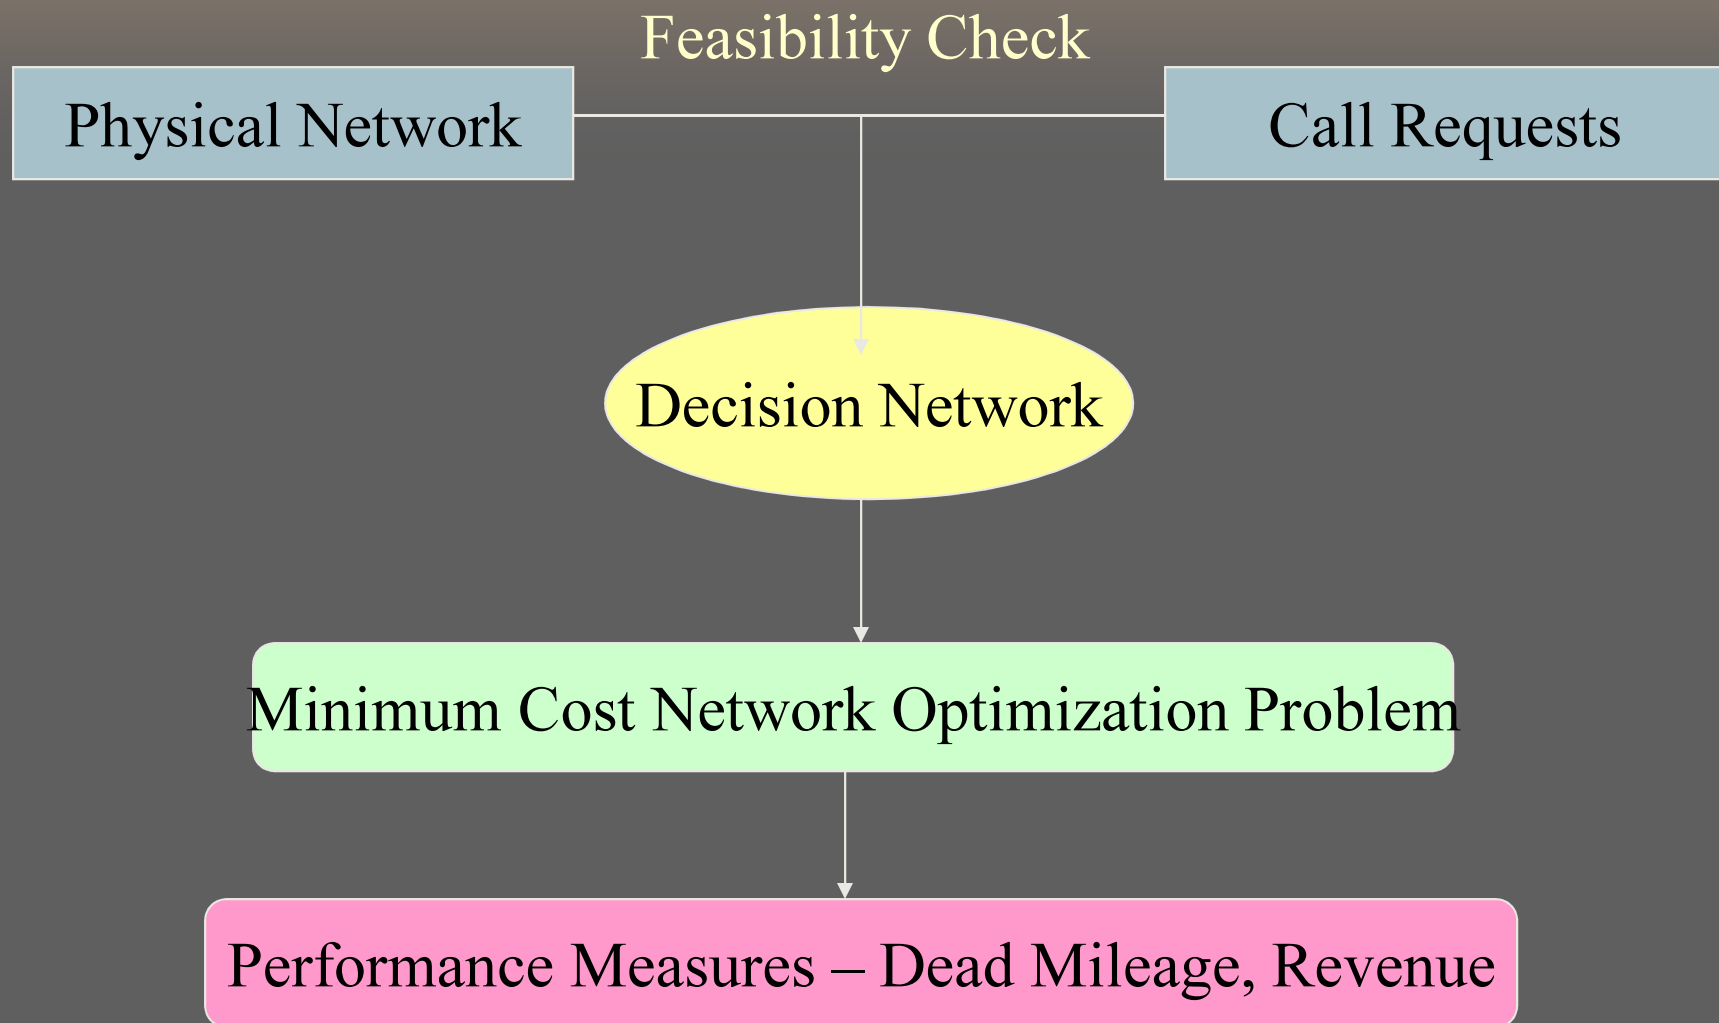 Feasibility Check
Physical Network
Call Requests
Decision Network
Minimum Cost Network Optimization Problem
Performance Measures – Dead Mileage, Revenue